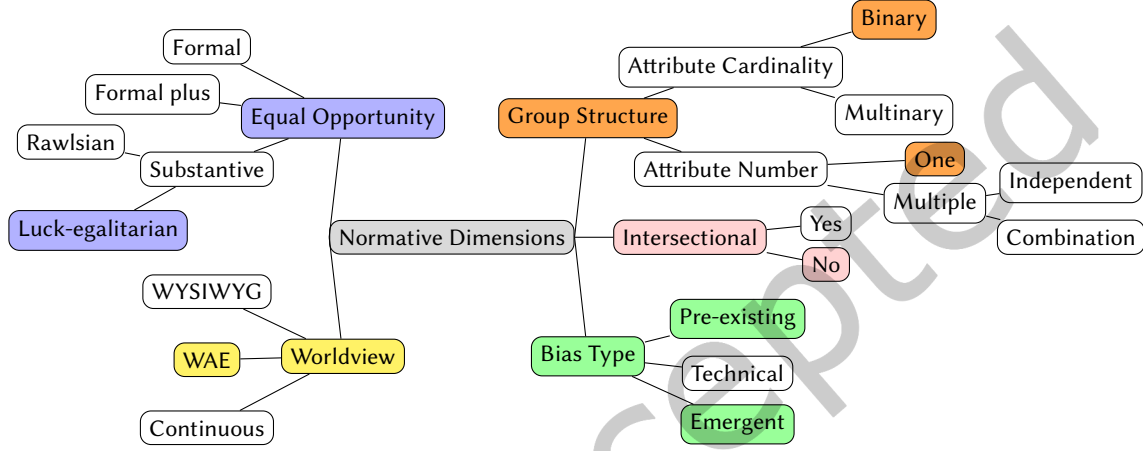 Formal
Formal plus
Equal Opportunity
Rawlsian
Substantive
Luck-egalitarian
Normative Dimensions
WYSIWYG
WAE
Worldview
Continuous
Binary
Attribute Cardinality
Group Structure
Multinary
Attribute Number
One
Multiple
Independent
Combination
Intersectional
Yes
No
Pre-existing
Bias Type
Technical
Emergent
cepted